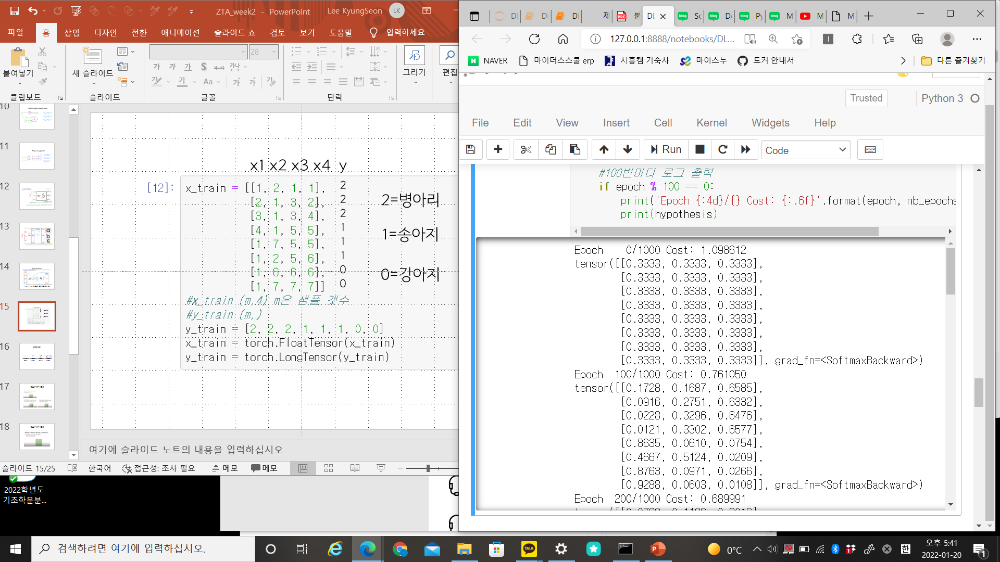 ZTA_week2 - PowerPoint
Lee KyungSeon
LK
파일
홈
삽입
디자인
전환
애니메이션
슬라이드 쇼
검토
보기
도움말
입력하세요
붙여넣기
클립보드
새 슬라이드
슬라이드
28
가 가 가 S abc 간가
가 Aa 가 가
글꼴
단락
그리기
편집
10
11
12
13
14
15
16
17
18
x1 x2 x3 x4 y
[12]:
x_train = [[1, 2, 1, 1], 2
[2, 1, 3, 2], 2
[3, 1, 3, 4], 2
[4, 1, 5, 5], 1
[1, 7, 5, 5], 1
[1, 2, 5, 6], 1
[1, 6, 6, 6], 0
[1, 7, 7, 7]] 0
2=병아리
1=송아지
0=강아지
#x_train (m,4) m은 샘플 갯수
#y_train (m,)
y_train = [2, 2, 2, 1, 1, 1, 0, 0]
x_train = torch.FloatTensor(x_train)
y_train = torch.LongTensor(y_train)
여기에 슬라이드 노트의 내용을 입력하십시오
슬라이드 15/25
한국어
접근성: 조사 필요
메모
메모
2022학년도
기초학문분...
127.0.0.1:8888/notebooks/DL...
NAVER
마이더스스쿨 erp
시흥캠 기숙사
마이스누
도커 안내서
다른 즐겨찾기
Trusted
Python 3
File
Edit
View
Insert
Cell
Kernel
Widgets
Help
Run
Code
#100번마다 로그 출력
if epoch % 100 == 0:
print('Epoch {:4d}/{} Cost: {:.6f}'.format(epoch, nb_epochs
print(hypothesis)
Epoch 0/1000 Cost: 1.098612
tensor([[0.3333, 0.3333, 0.3333],
[0.3333, 0.3333, 0.3333],
[0.3333, 0.3333, 0.3333],
[0.3333, 0.3333, 0.3333],
[0.3333, 0.3333, 0.3333],
[0.3333, 0.3333, 0.3333],
[0.3333, 0.3333, 0.3333],
[0.3333, 0.3333, 0.3333]], grad_fn=<SoftmaxBackward>)
Epoch 100/1000 Cost: 0.761050
tensor([[0.1728, 0.1687, 0.6585],
[0.0916, 0.2751, 0.6332],
[0.0228, 0.3296, 0.6476],
[0.0121, 0.3302, 0.6577],
[0.8635, 0.0610, 0.0754],
[0.4667, 0.5124, 0.0209],
[0.8763, 0.0971, 0.0266],
[0.9288, 0.0603, 0.0108]], grad_fn=<SoftmaxBackward>)
Epoch 200/1000 Cost: 0.689991
검색하려면 여기에 입력하십시오.
TALK
0°C
한
오후 5:41
2022-01-20
1